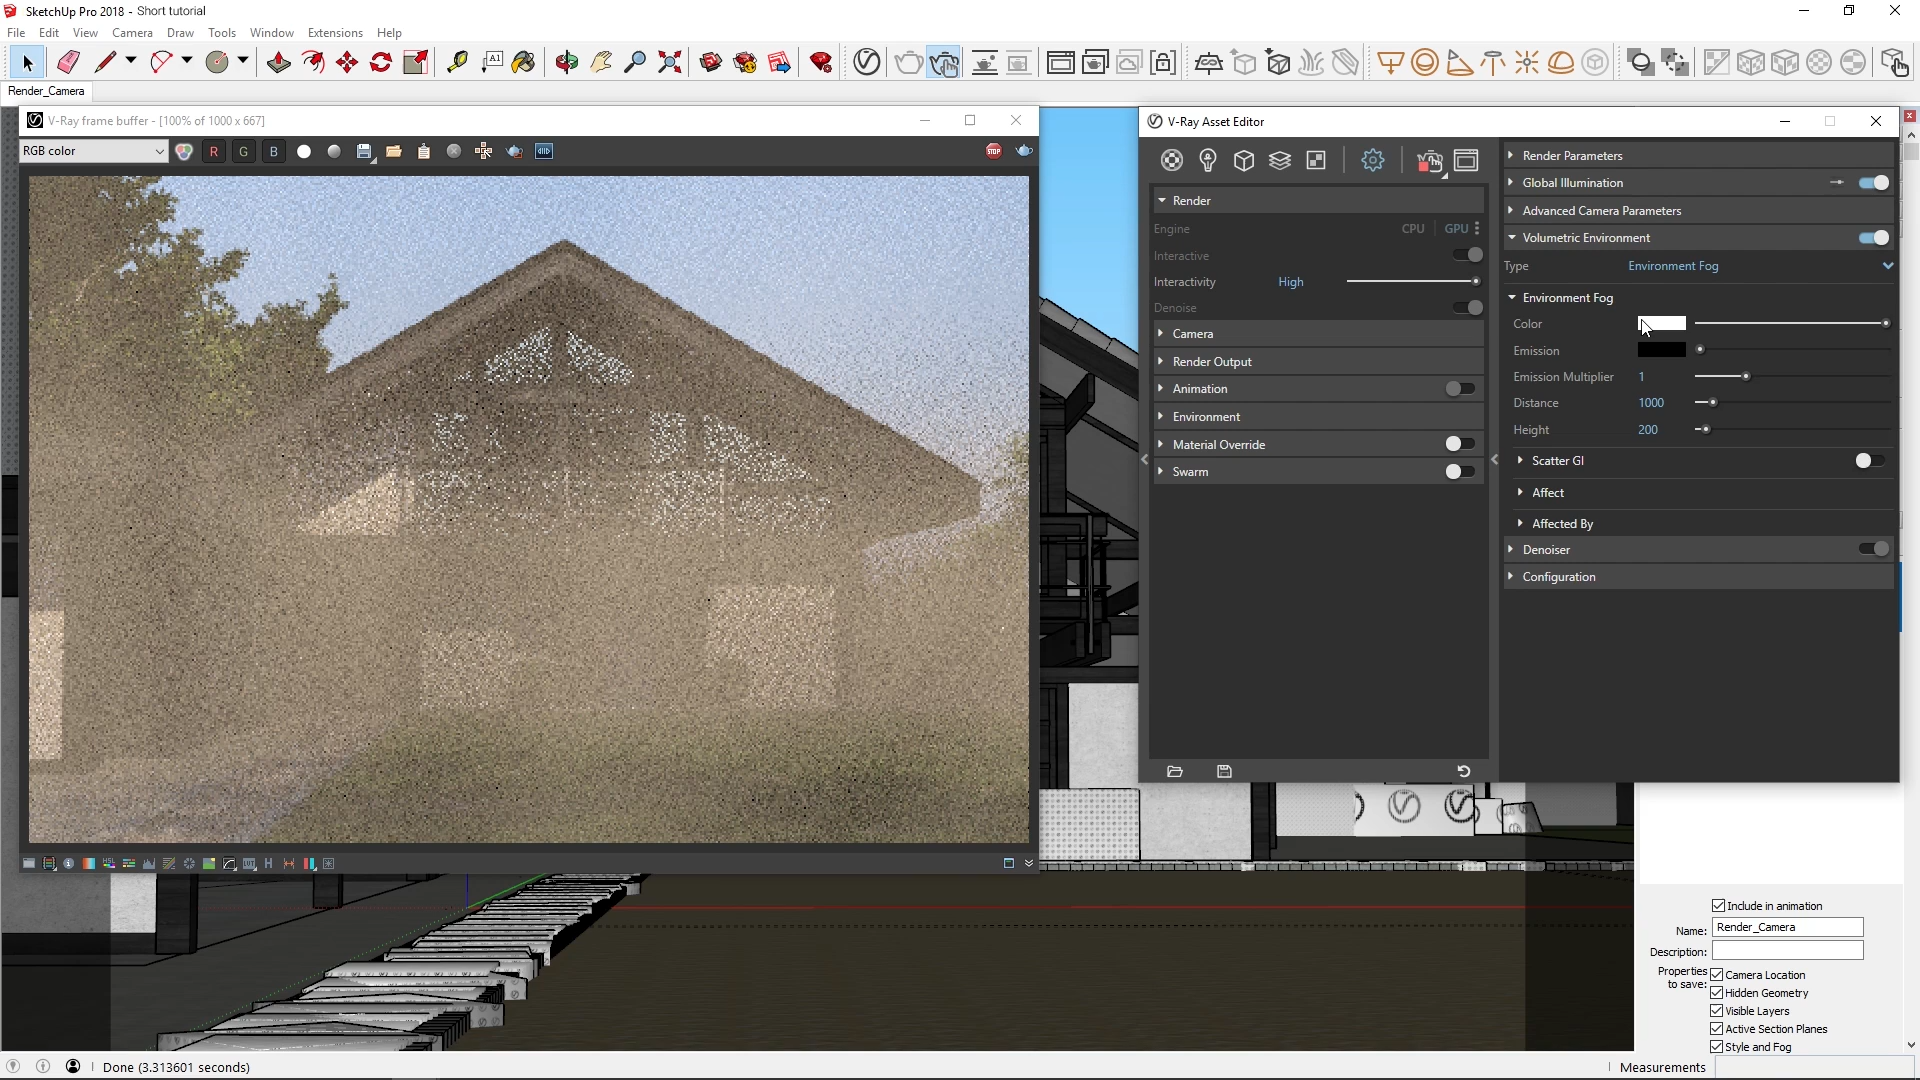 SketchUp Pro 2018 - Short tutorial
File Edit View Camera Draw Tools Window Extensions Help
A1
Render_Camera
V-Ray frame buffer - [100% of 1000 x 667]
RGB color
R G B
STOP
V-Ray Asset Editor
Render
Engine CPU GPU
Interactive
Interactivity High
Denoise
Camera
Render Output
Animation
Environment
Material Override
Swarm
Render Parameters
Global Illumination
Advanced Camera Parameters
Volumetric Environment
Type Environment Fog
Environment Fog
Color
Emission
Emission Multiplier 1
Distance 1000
Height 200
Scatter GI
Affect
Affected By
Denoiser
Configuration
H
Include in animation
Name: Render_Camera
Description:
Properties to save:
Camera Location
Hidden Geometry
Visible Layers
Active Section Planes
Style and Fog
Done (3.313601 seconds)
Measurements